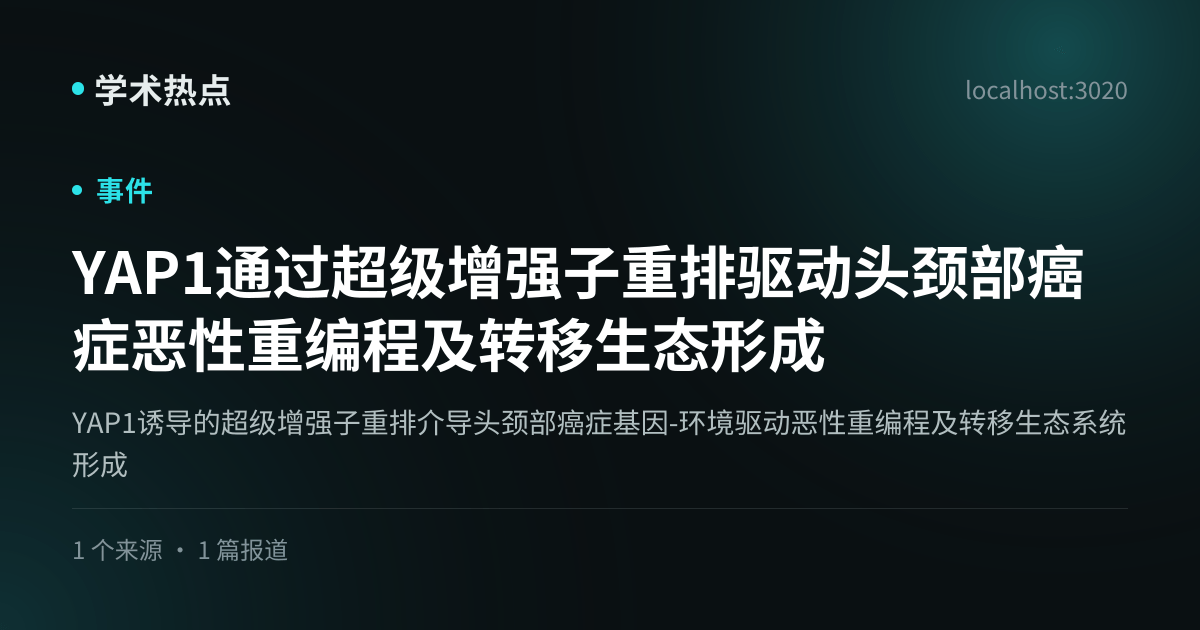 学术热点
localhost:3020
事件
YAP1通过超级增强子重排驱动头颈部癌
症恶性重编程及转移生态形成
YAP1诱导的超级增强子重排介导头颈部癌症基因-环境驱动恶性重编程及转移生态系统
形成
1 个来源 · 1 篇报道